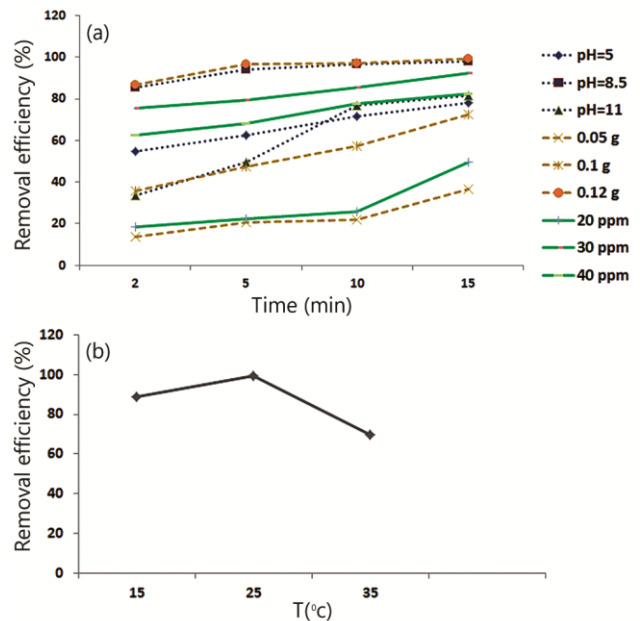 (a)
Removal efficiency (%)
120
100
80
60
40
20
0
2 5 10 15
Time (min)
pH=5
pH=8.5
pH=11
0.05 g
0.1 g
0.12 g
20 ppm
30 ppm
40 ppm
(b)
Removal efficiency (%)
120
100
80
60
40
20
0
15 25 35
T(°c)